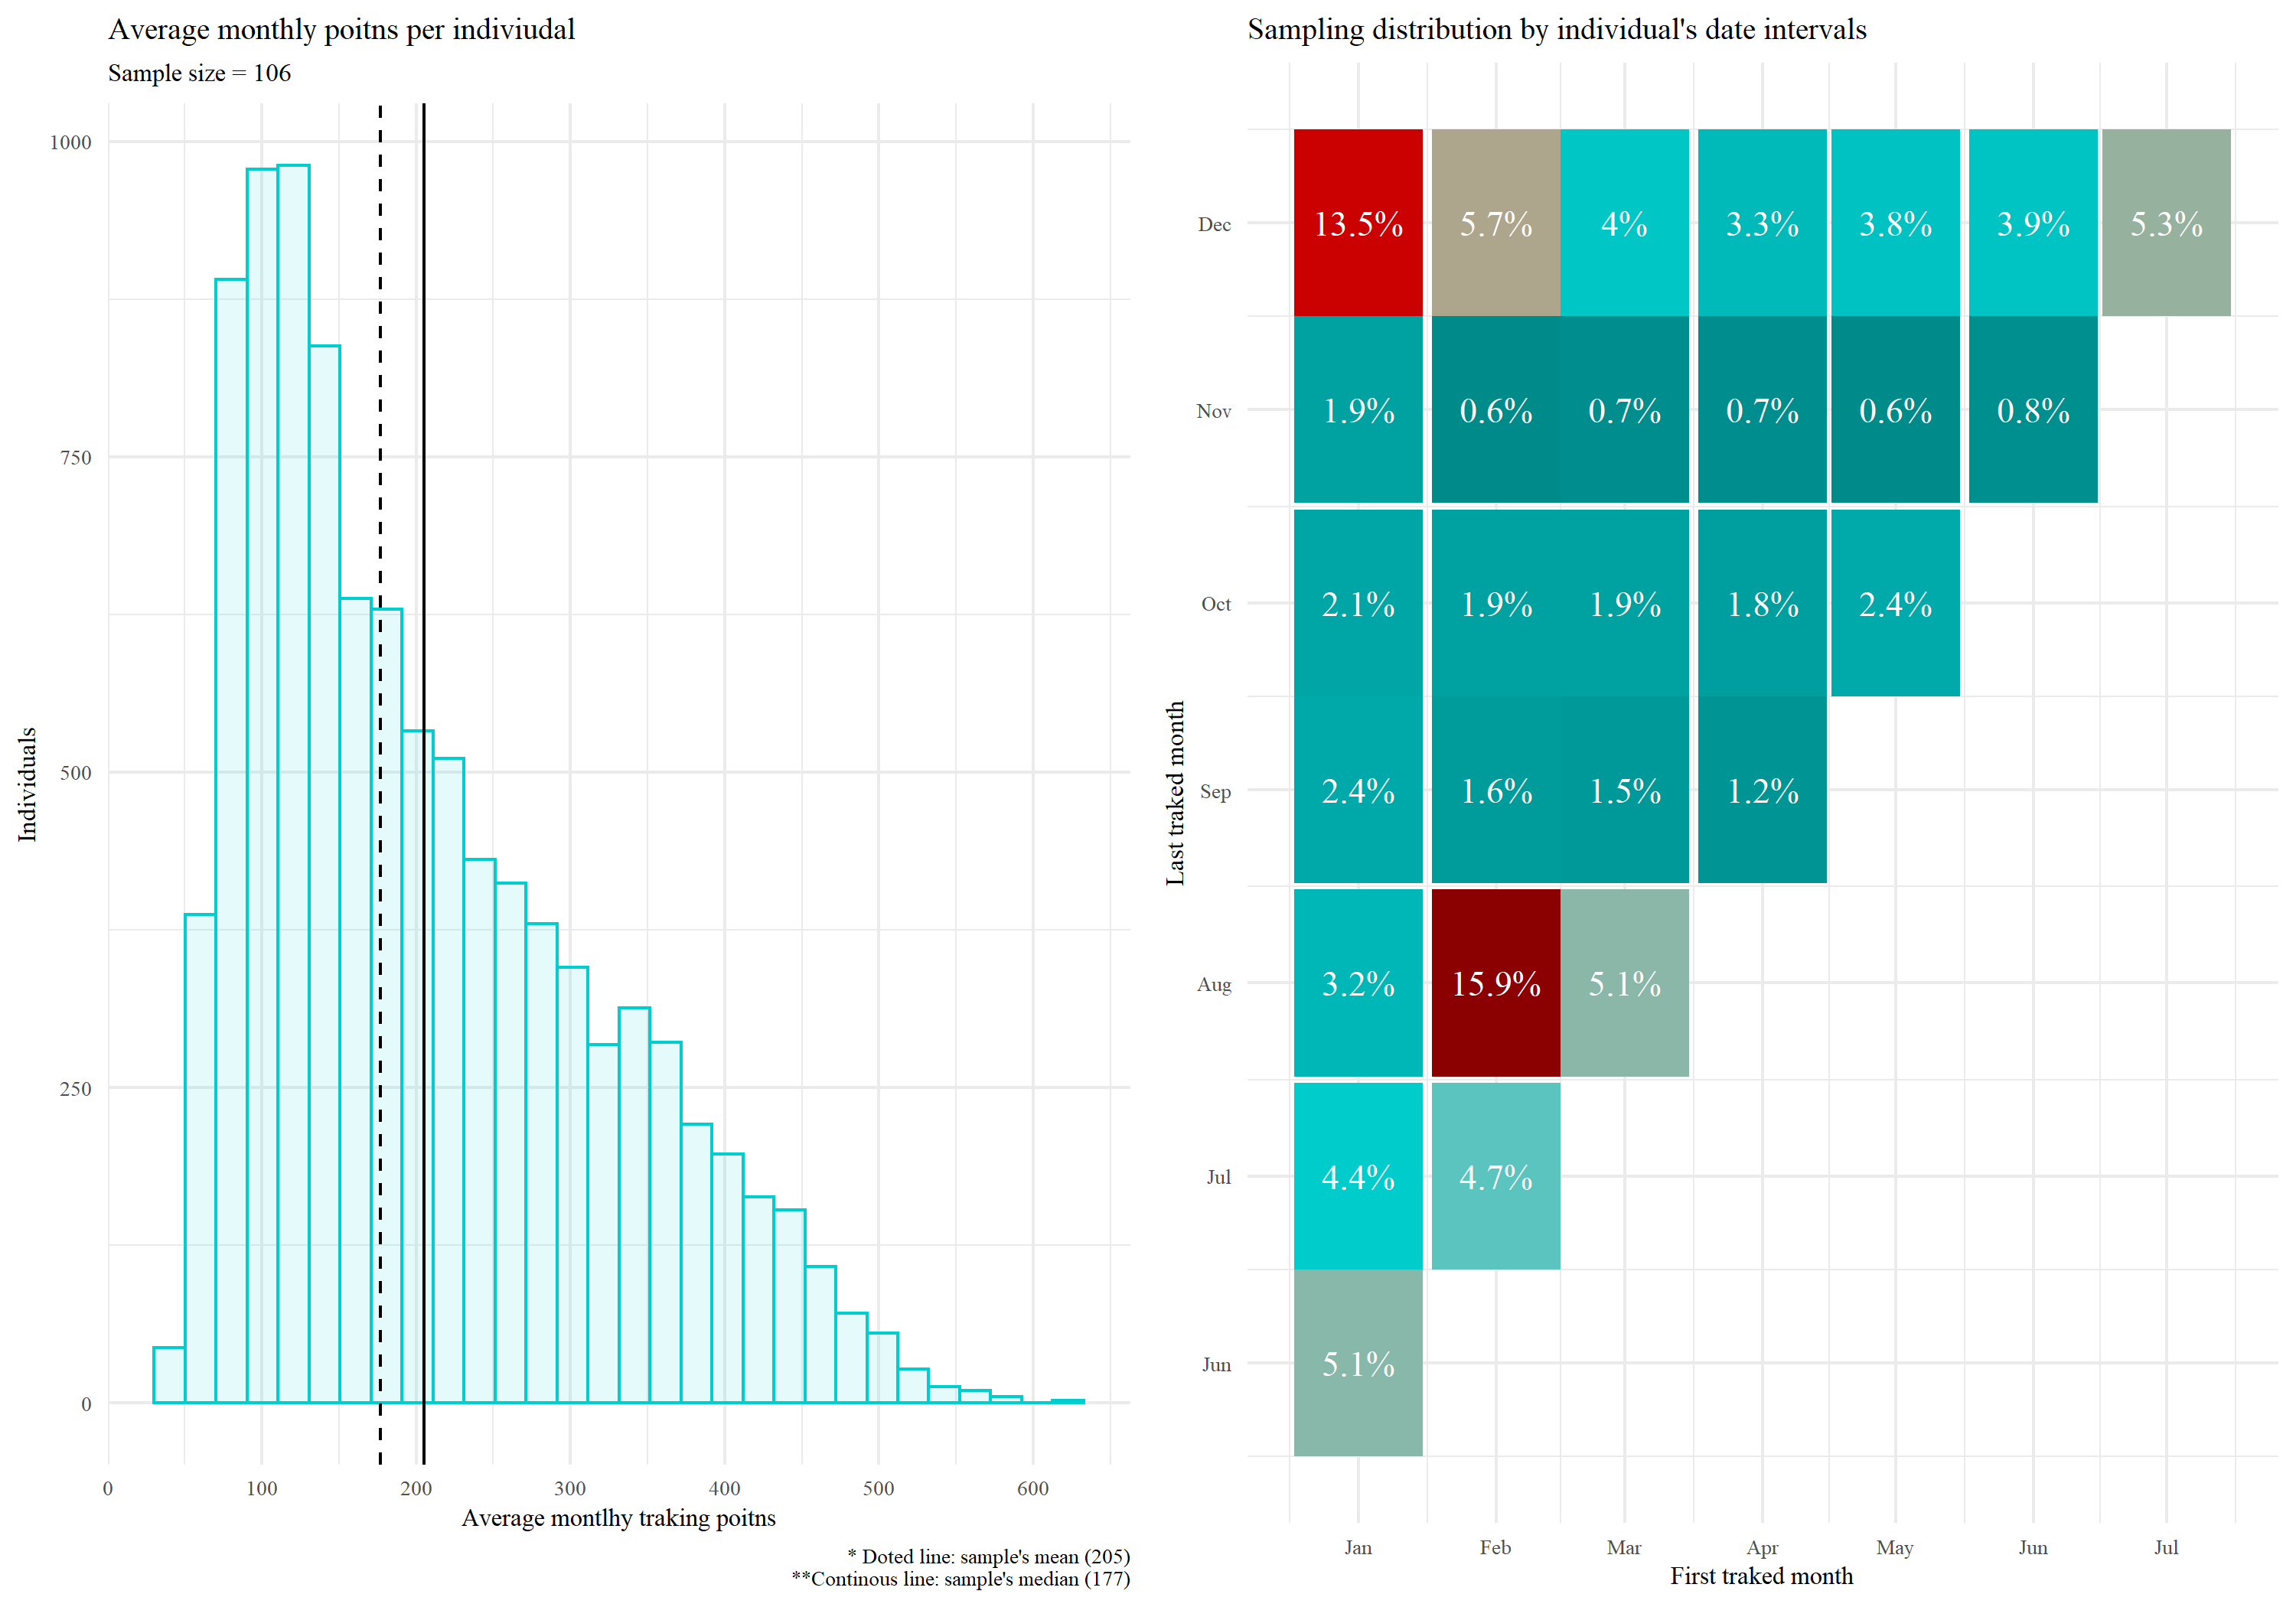 Average monthly poitns per indiviudal
Sample size = 106
1000
750
500
250
0
Individuals
0 100 200 300 400 500 600
Average montlhy traking poitns
* Doted line: sample's mean (205)
**Continous line: sample's median (177)
Sampling distribution by individual's date intervals
Last traked month
Dec 13.5% 5.7% 4% 3.3% 3.8% 3.9% 5.3%
Nov 1.9% 0.6% 0.7% 0.7% 0.6% 0.8%
Oct 2.1% 1.9% 1.9% 1.8% 2.4%
Sep 2.4% 1.6% 1.5% 1.2%
Aug 3.2% 15.9% 5.1%
Jul 4.4% 4.7%
Jun 5.1%
Jan Feb Mar Apr May Jun Jul
First traked month